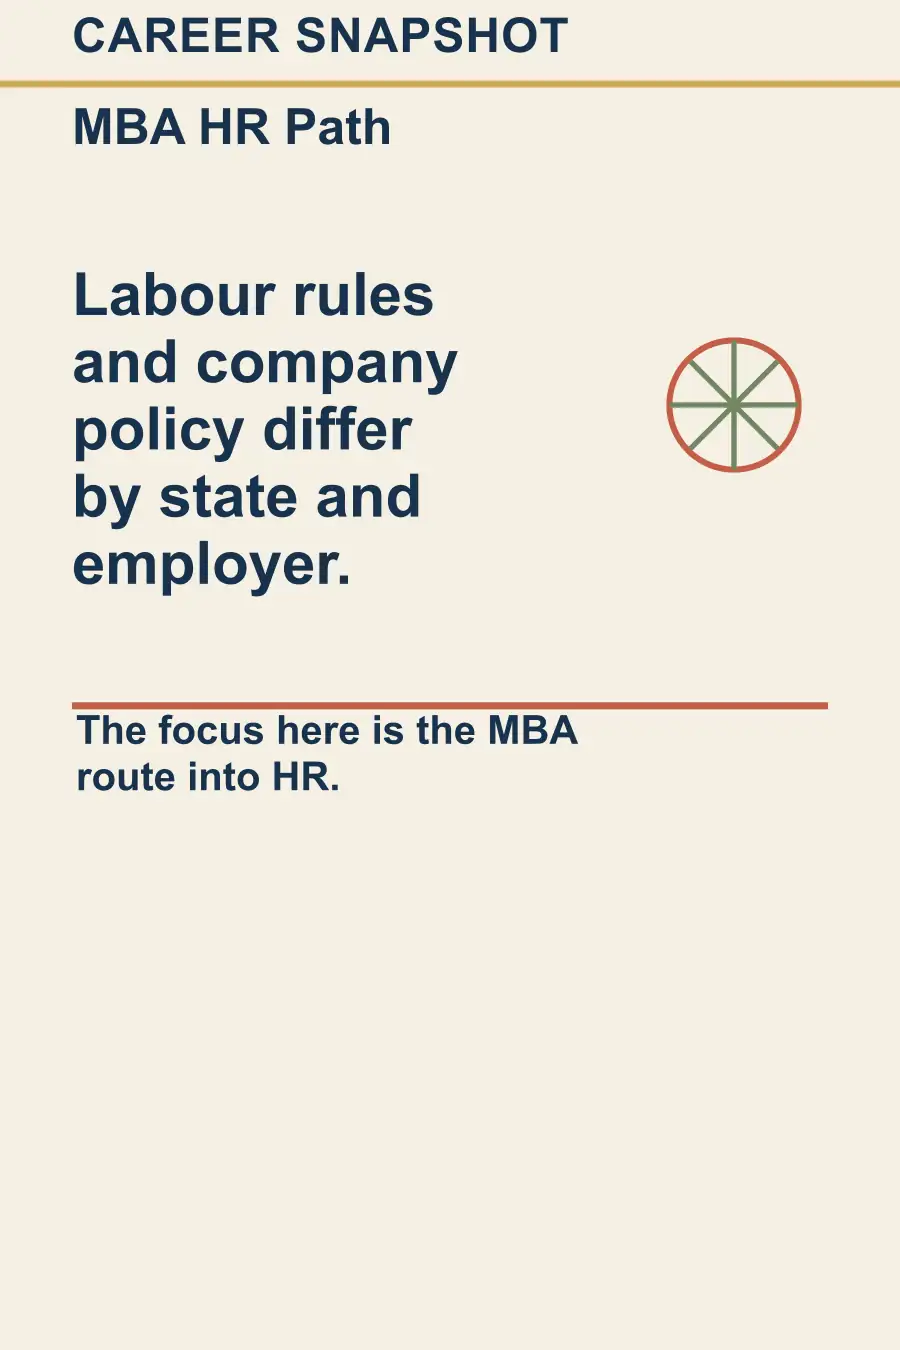 CAREER SNAPSHOT
MBA HR Path
Labour rules
and company
policy differ
by state and
employer.
The focus here is the MBA
route into HR.